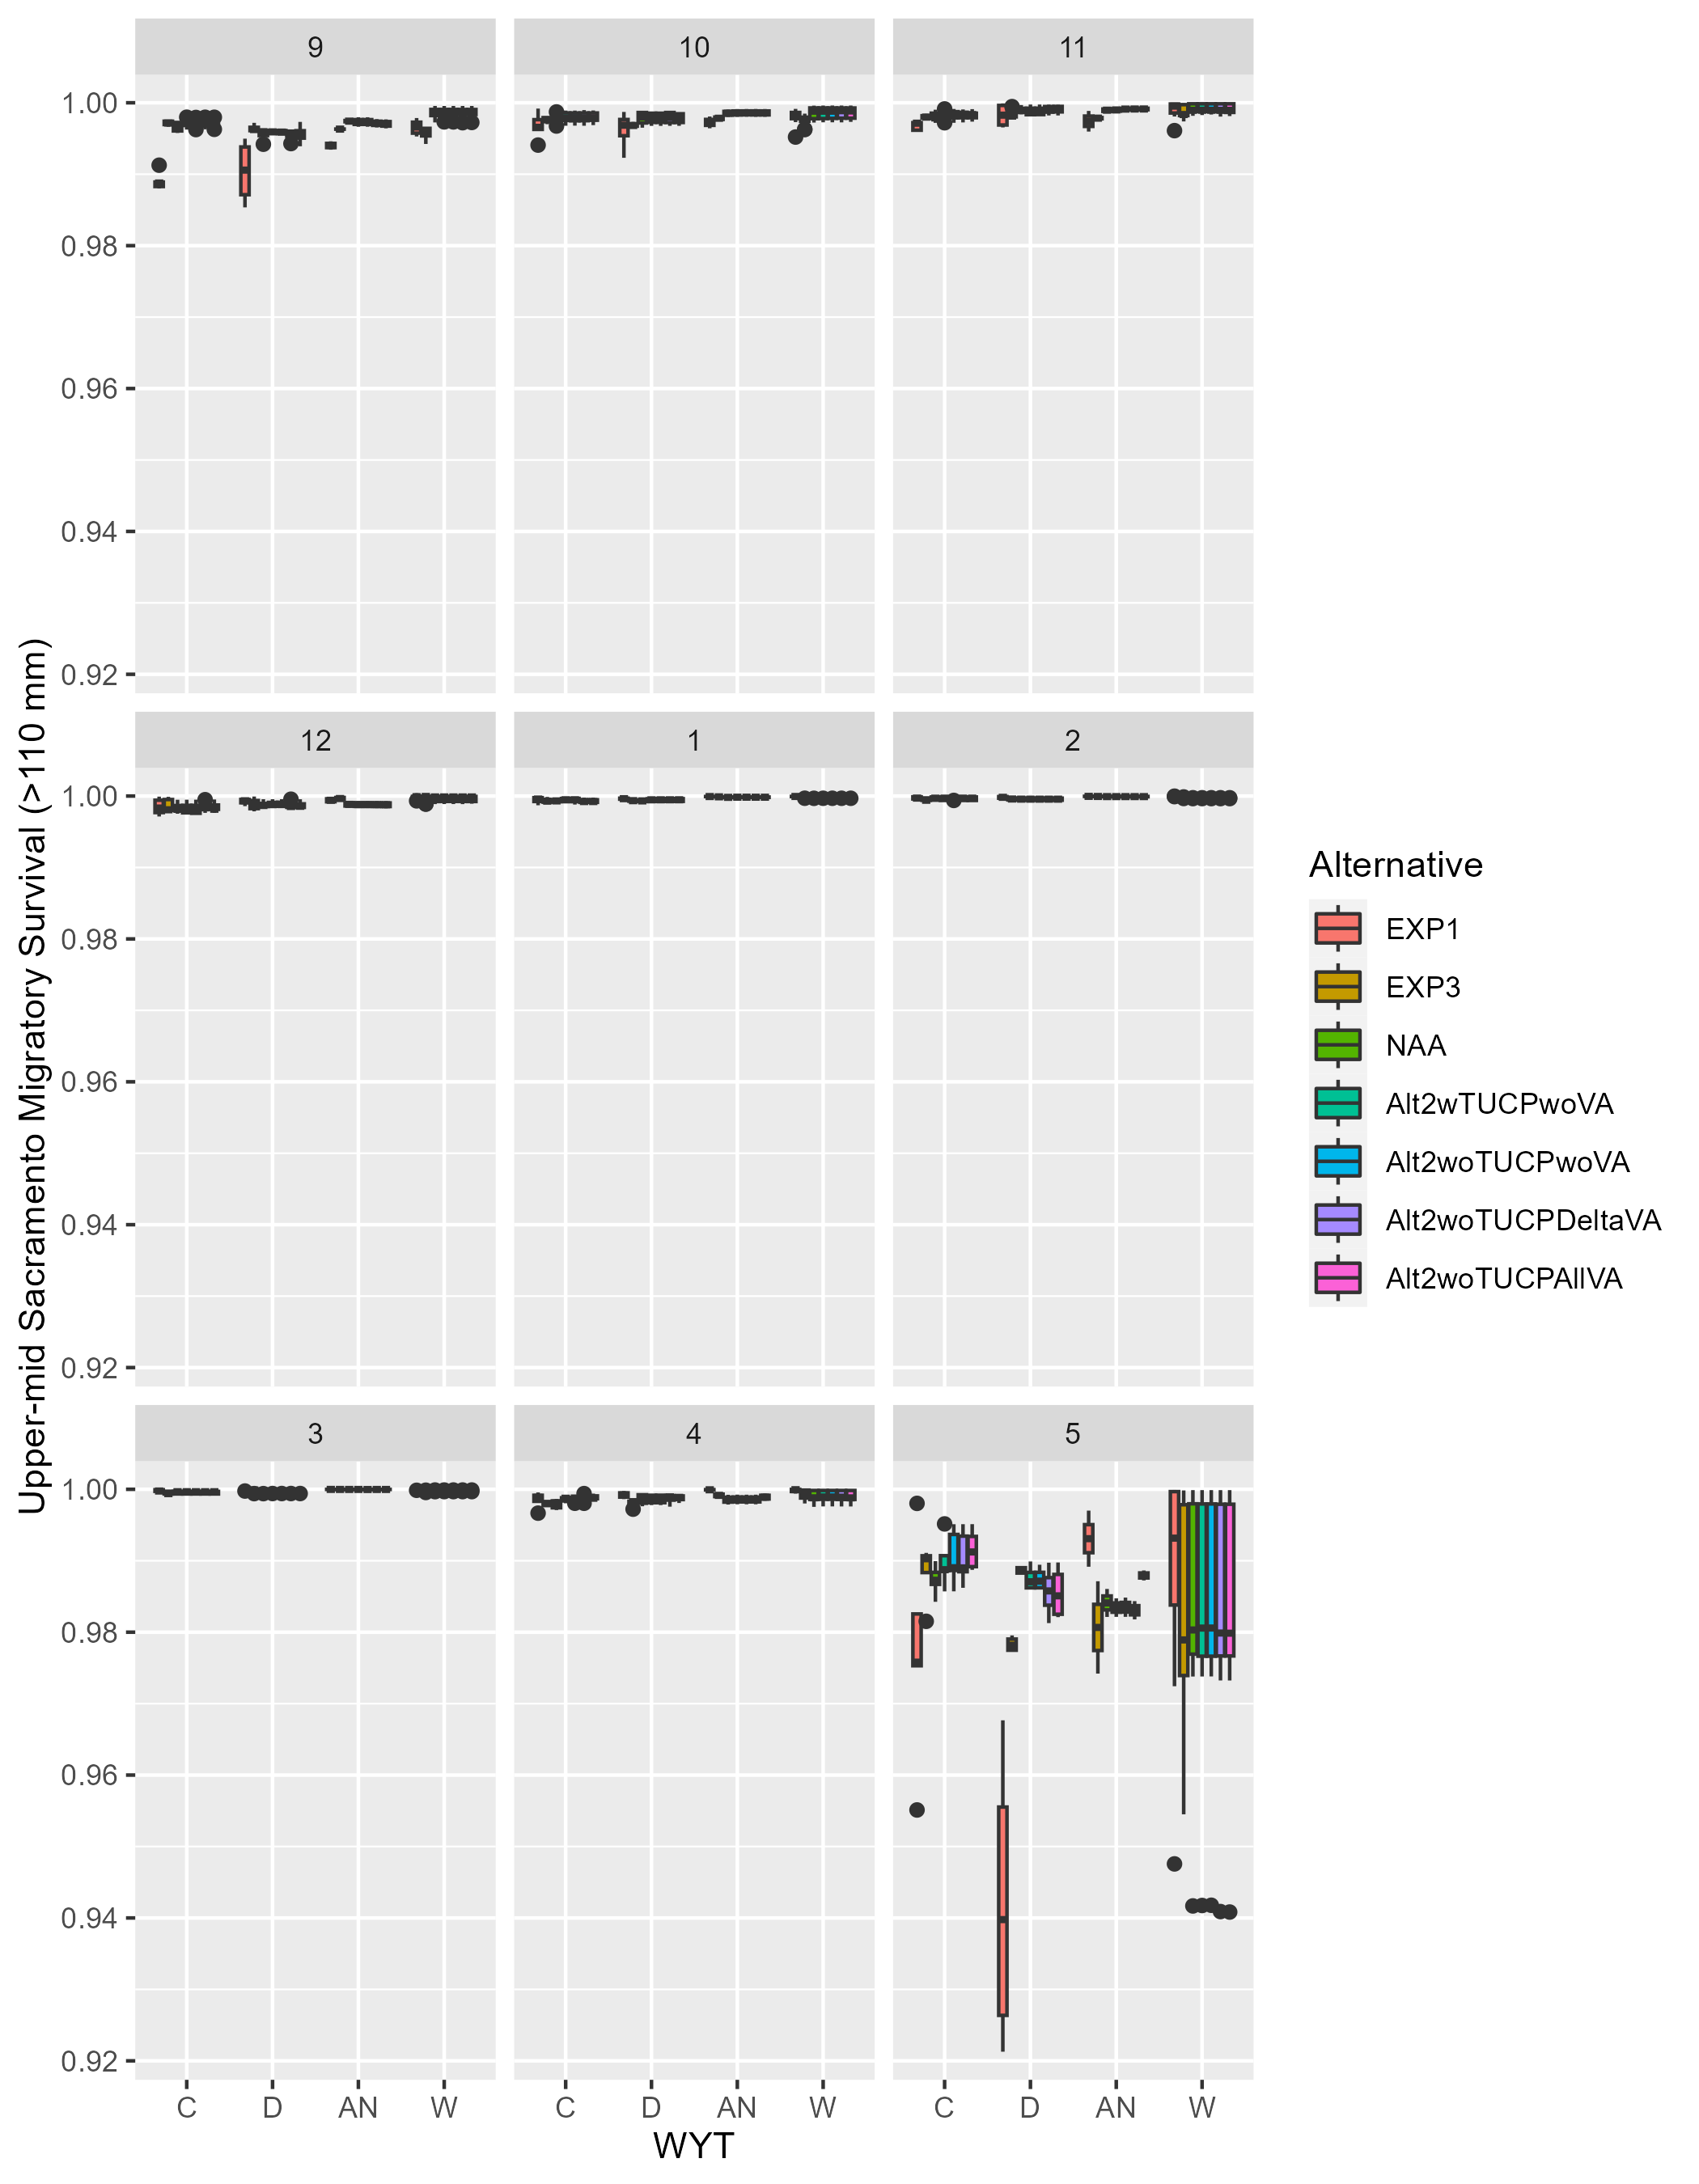 Upper-mid Sacramento Migratory Survival (>110 mm)
9
10
11
1.00
0.98
0.96
0.94
0.92
12
1
2
1.00
0.98
0.96
0.94
0.92
3
4
5
1.00
0.98
0.96
0.94
0.92
C D AN W
C D AN W
C D AN W
WYT
Alternative
EXP1
EXP3
NAA
Alt2wTUCPwoVA
Alt2woTUCPwoVA
Alt2woTUCPDeltaVA
Alt2woTUCPAllVA